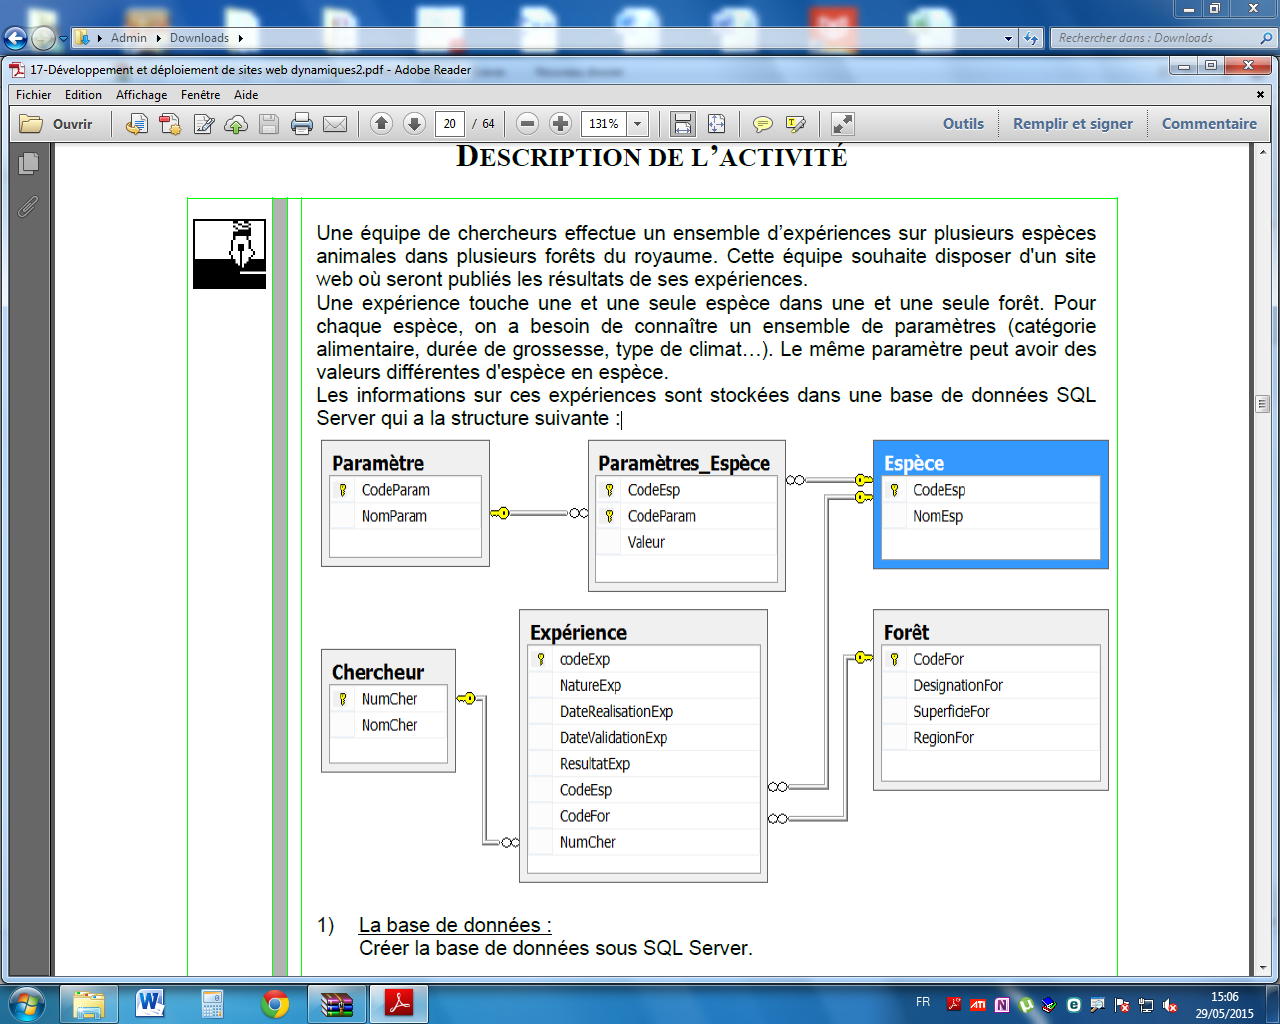 Admin
Downloads
Rechercher dans : Downloads
17-Développement et déploiement de sites web dynamiques2.pdf - Adobe Reader
Fichier Edition Affichage Fenêtre Aide
Ouvrir
20 / 64
131%
Outils
Remplir et signer
Commentaire
DESCRIPTION DE L'ACTIVITÉ
Une équipe de chercheurs effectue un ensemble d'expériences sur plusieurs espèces
animales dans plusieurs forêts du royaume. Cette équipe souhaite disposer d'un site
web où seront publiés les résultats de ses expériences.
Une expérience touche une et une seule espèce dans une et une seule forêt. Pour
chaque espèce, on a besoin de connaître un ensemble de paramètres (catégorie
alimentaire, durée de grossesse, type de climat…). Le même paramètre peut avoir des
valeurs différentes d'espèce en espèce.
Les informations sur ces expériences sont stockées dans une base de données SQL
Server qui a la structure suivante :
Paramètre
CodeParam
NomParam
Paramètres_Espèce
CodeEsp
CodeParam
Valeur
Espèce
CodeEsp
NomEsp
Chercheur
NumCher
NomCher
Expérience
codeExp
NatureExp
DateRealisationExp
DateValidationExp
ResultatExp
CodeEsp
CodeFor
NumCher
Forêt
CodeFor
DesignationFor
SuperficieFor
RegionFor
1) La base de données :
Créer la base de données sous SQL Server.
FR
15:06
29/05/2015